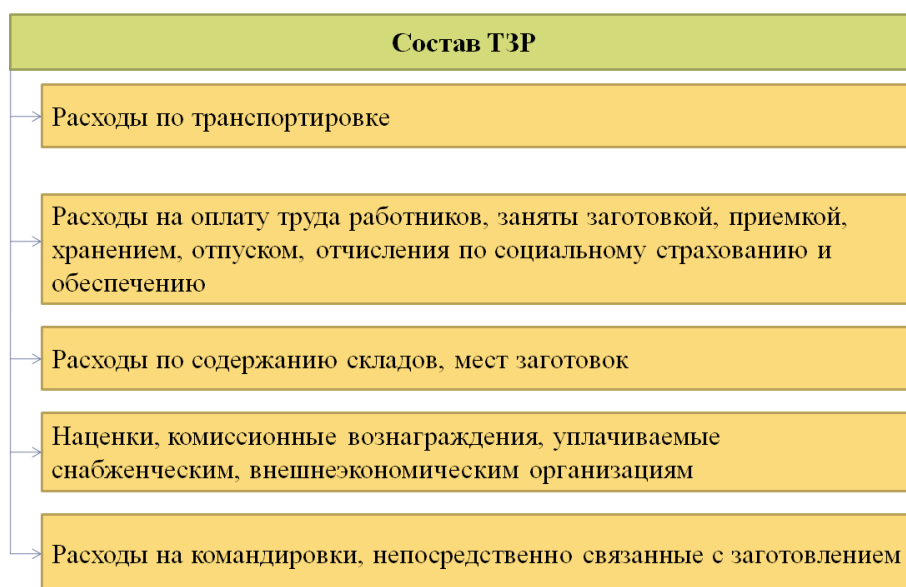 Состав ТЗР
Расходы по транспортировке
Расходы на оплату труда работников, заняты заготовкой, приемкой,
хранением, отпуском, отчисления по социальному страхованию и
обеспечению
Расходы по содержанию складов, мест заготовок
Наценки, комиссионные вознаграждения, уплачиваемые
снабженческим, внешнеэкономическим организациям
Расходы на командировки, непосредственно связанные с заготовлением